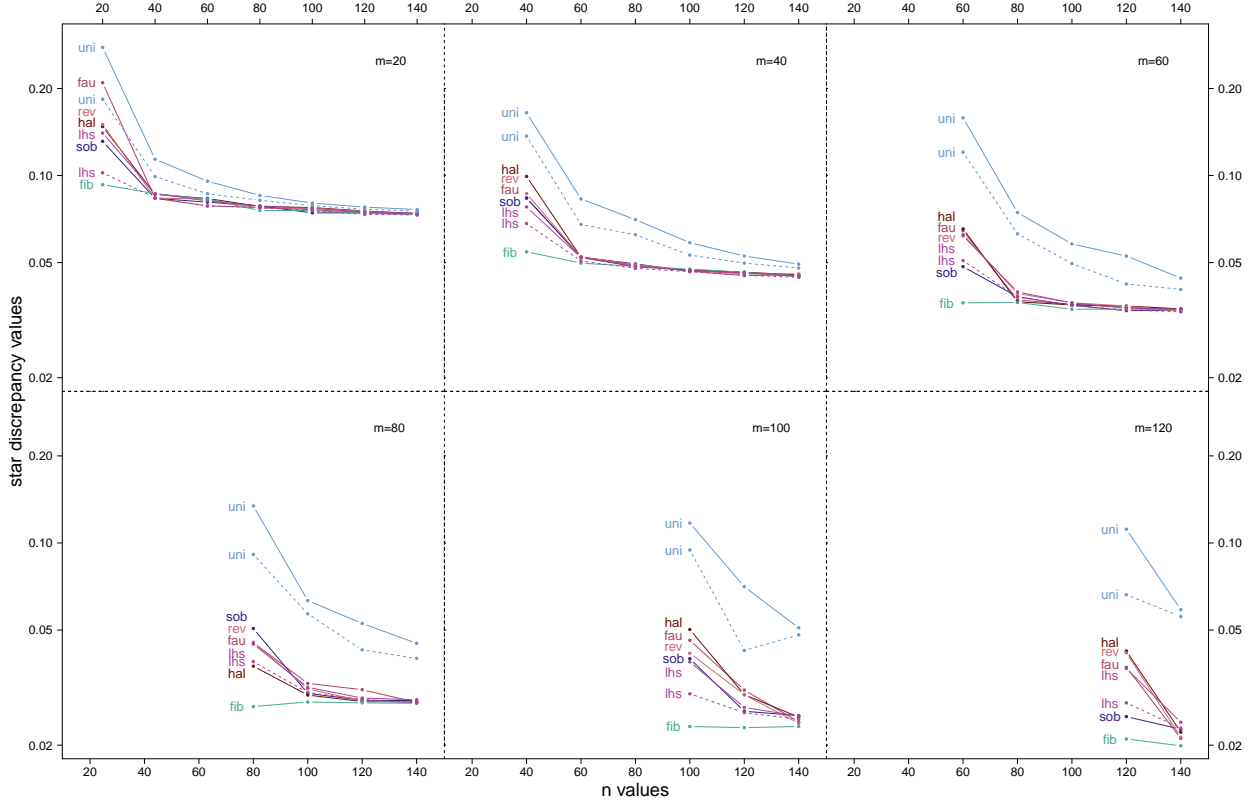 20 40 60 80 100 120 140 20 40 60 80 100 120 140 20 40 60 80 100 120 140
m=20 m=40 m=60
0.20 0.20
0.10 0.10
0.05 0.05
0.02 0.02
uni
fau
uni
rev
hal
lhs
sob
lhs
fib
uni
uni
hal
rev
fau
sob
lhs
lhs
fib
uni
uni
hal
fau
rev
lhs
lhs
sob
fib
star discrepancy values
m=80 m=100 m=120
0.20 0.20
0.10 0.10
0.05 0.05
0.02 0.02
uni
uni
sob
rev
fau
lhs
lhs
hal
fib
uni
uni
hal
fau
rev
sob
lhs
lhs
fib
uni
uni
hal
rev
fau
lhs
lhs
sob
fib
20 40 60 80 100 120 140 20 40 60 80 100 120 140 20 40 60 80 100 120 140
n values